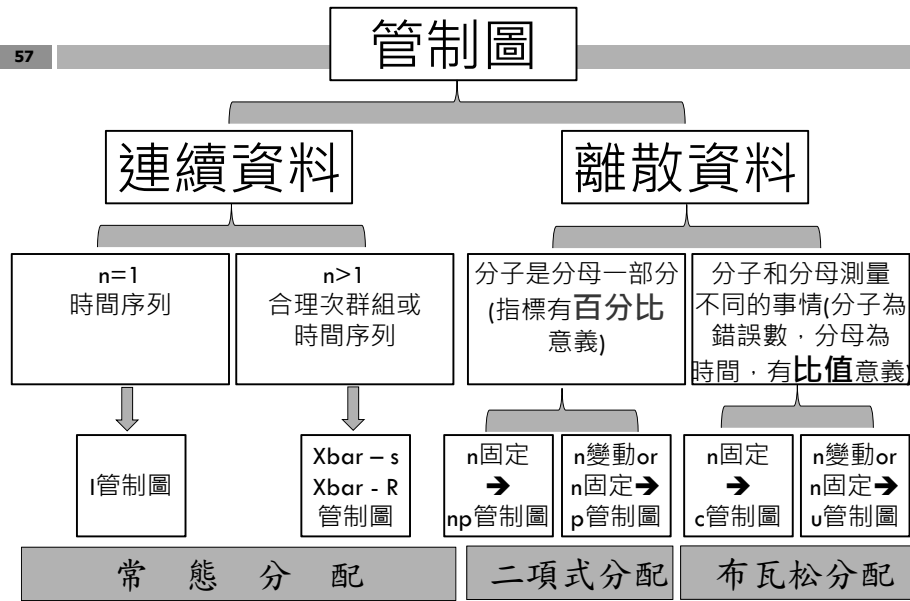 57
管制圖
連續資料
離散資料
n=1
時間序列
n>1
合理次群組或
時間序列
分子是分母一部分
(指標有百分比
意義)
分子和分母測量
不同的事情(分子為
錯誤數，分母為
時間，有比值意義)
I管制圖
Xbar – s
Xbar - R
管制圖
n固定
➔
np管制圖
n變動or
n固定➔
p管制圖
n固定
➔
c管制圖
n變動or
n固定➔
u管制圖
常態分配
二項式分配
布瓦松分配